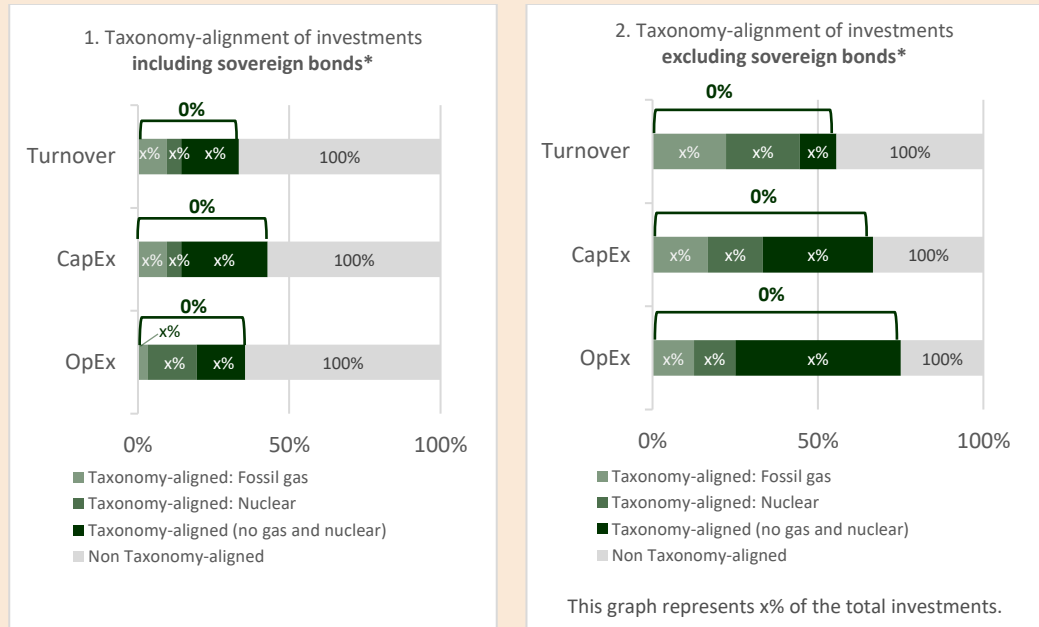 1. Taxonomy-alignment of investments
including sovereign bonds*
0%
Turnover
x% x% x% 100%
0%
CapEx
x% x% x% 100%
0%
x%
OpEx
x% x% 100%
0% 50% 100%
Taxonomy-aligned: Fossil gas
Taxonomy-aligned: Nuclear
Taxonomy-aligned (no gas and nuclear)
Non Taxonomy-aligned
2. Taxonomy-alignment of investments
excluding sovereign bonds*
0%
Turnover
x% x% x% 100%
0%
CapEx
x% x% x% 100%
0%
OpEx
x% x% x% 100%
0% 50% 100%
Taxonomy-aligned: Fossil gas
Taxonomy-aligned: Nuclear
Taxonomy-aligned (no gas and nuclear)
Non Taxonomy-aligned
This graph represents x% of the total investments.